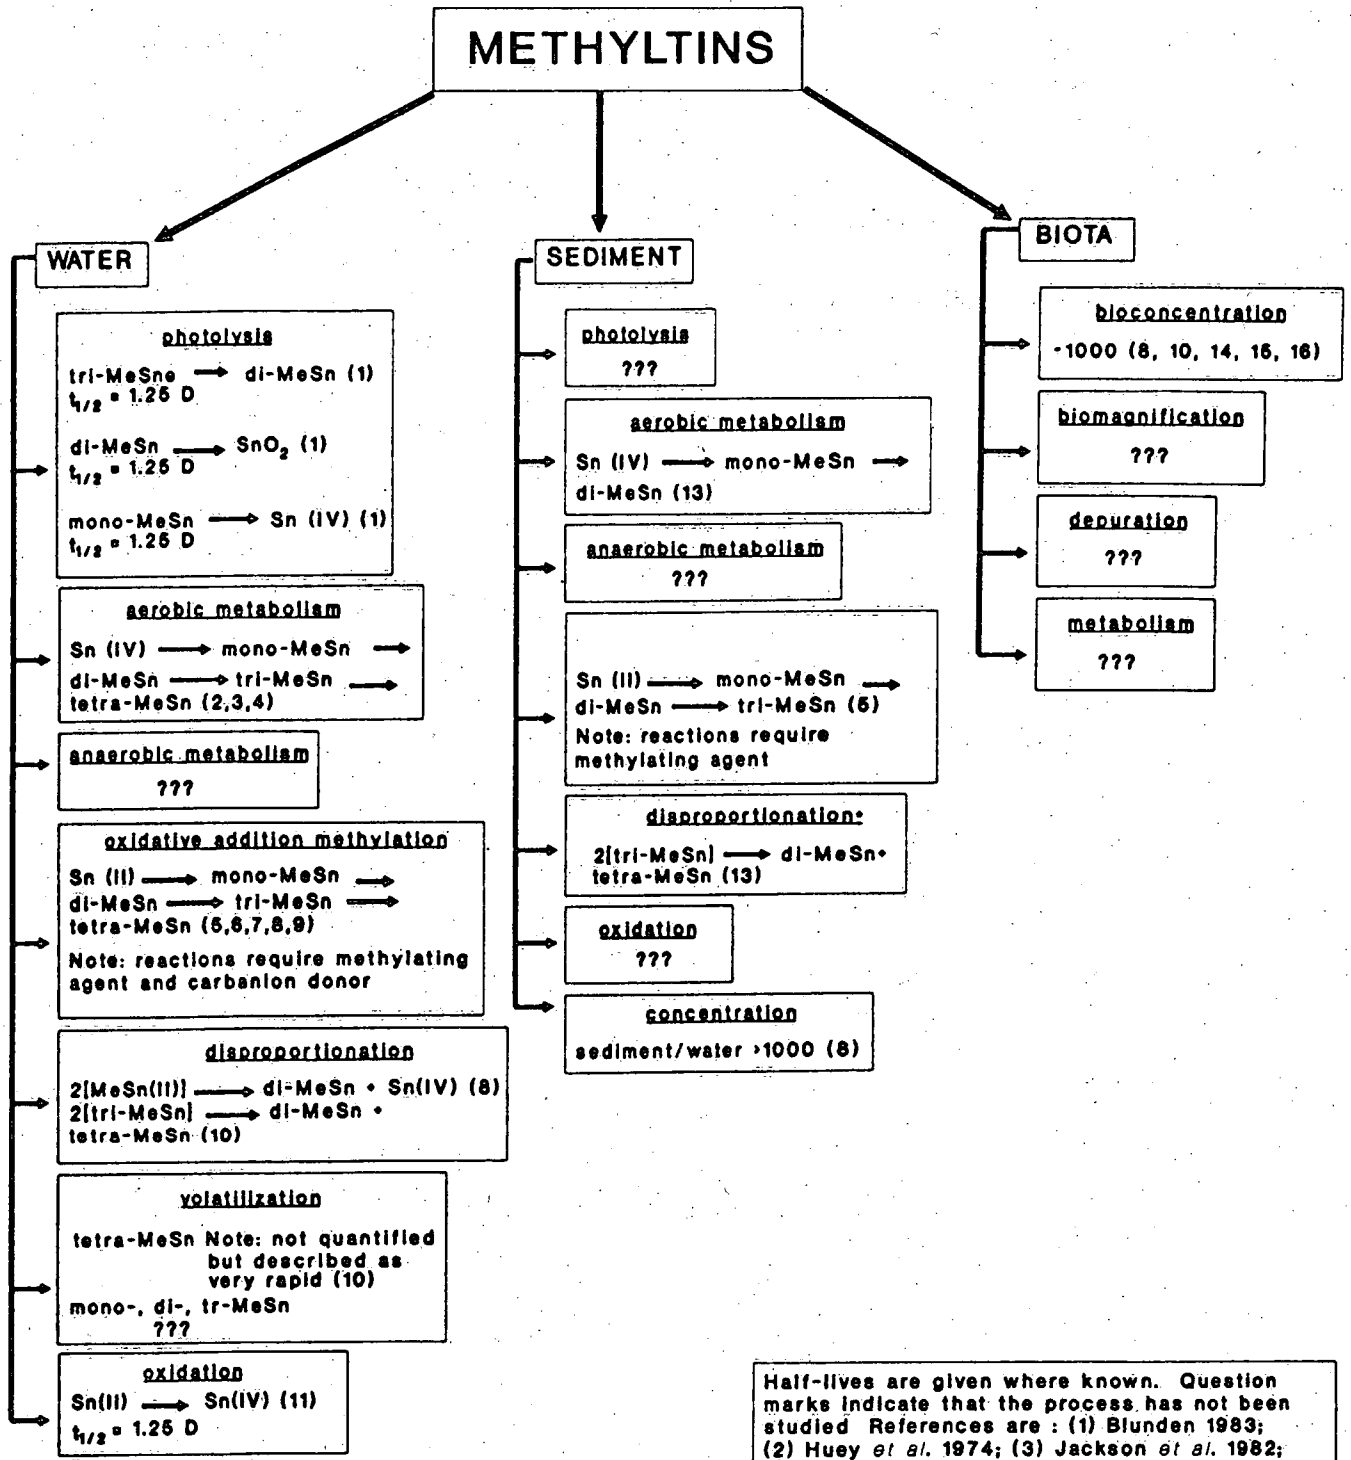 METHYLTINS
WATER
photolysis
tri-MeSne → di-MeSn (1)
t1/2 = 1.25 D
di-MeSn → SnO2 (1)
t1/2 = 1.25 D
mono-MeSn → Sn (IV) (1)
t1/2 = 1.25 D
aerobic metabolism
Sn (IV) → mono-MeSn →
di-MeSn → tri-MeSn →
tetra-MeSn (2,3,4)
anaerobic metabolism
???
oxidative addition methylation
Sn (II) → mono-MeSn →
di-MeSn → tri-MeSn →
tetra-MeSn (5,6,7,8,9)
Note: reactions require methylating
agent and carbanion donor
disproportionation
2[MeSn(II)] → di-MeSn + Sn(IV) (8)
2[tri-MeSn] → di-MeSn +
tetra-MeSn (10)
volatilization
tetra-MeSn Note: not quantified
but described as
very rapid (10)
mono-, di-, tr-MeSn
???
oxidation
Sn(II) → Sn(IV) (11)
t1/2 = 1.25 D
SEDIMENT
photolysis
???
aerobic metabolism
Sn (IV) → mono-MeSn →
di-MeSn (13)
anaerobic metabolism
???
Sn (II) → mono-MeSn →
di-MeSn → tri-MeSn (5)
Note: reactions require
methylating agent
disproportionation+
2[tri-MeSn] → di-MeSn+
tetra-MeSn (13)
oxidation
???
concentration
sediment/water >1000 (8)
BIOTA
bioconcentration
~1000 (8, 10, 14, 15, 16)
biomagnification
???
depuration
???
metabolism
???
Half-lives are given where known. Question
marks indicate that the process has not been
studied References are : (1) Blunden 1983;
(2) Huey et al. 1974; (3) Jackson et al. 1982;